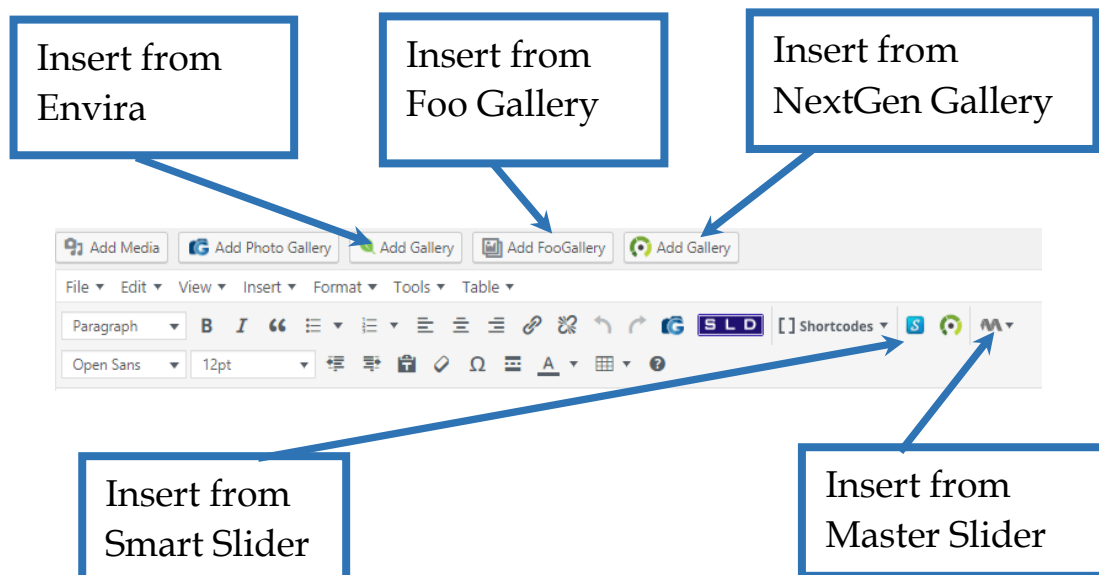 Insert from
Envira
Insert from
Foo Gallery
Insert from
NextGen Gallery
Add Media
Add Photo Gallery
Add Gallery
Add FooGallery
Add Gallery
File Edit View Insert Format Tools Table
Paragraph B I SLD [ ] Shortcodes S
Open Sans 12pt T Ω A ?
Insert from
Smart Slider
Insert from
Master Slider